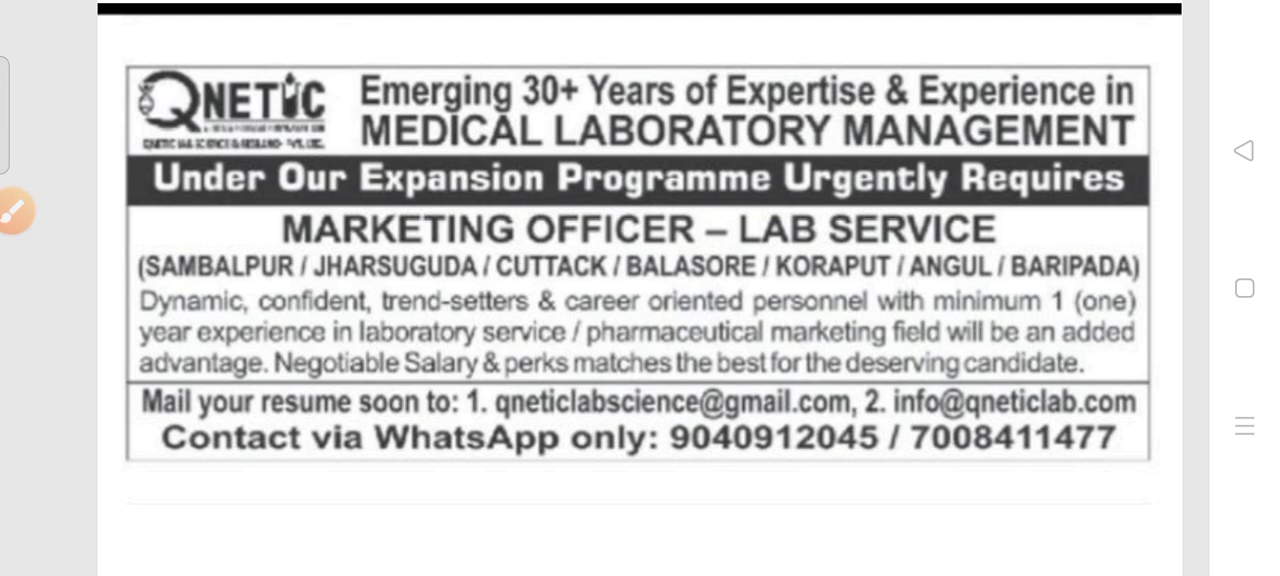 QNETIC
Emerging 30+ Years of Expertise & Experience in
MEDICAL LABORATORY MANAGEMENT
Under Our Expansion Programme Urgently Requires
MARKETING OFFICER – LAB SERVICE
(SAMBALPUR / JHARSUGUDA / CUTTACK / BALASORE / KORAPUT / ANGUL / BARIPADA)
Dynamic, confident, trend-setters & career oriented personnel with minimum 1 (one)
year experience in laboratory service / pharmaceutical marketing field will be an added
advantage. Negotiable Salary & perks matches the best for the deserving candidate.
Mail your resume soon to: 1. qneticlabscience@gmail.com, 2. info@qneticlab.com
Contact via WhatsApp only: 9040912045 / 7008411477